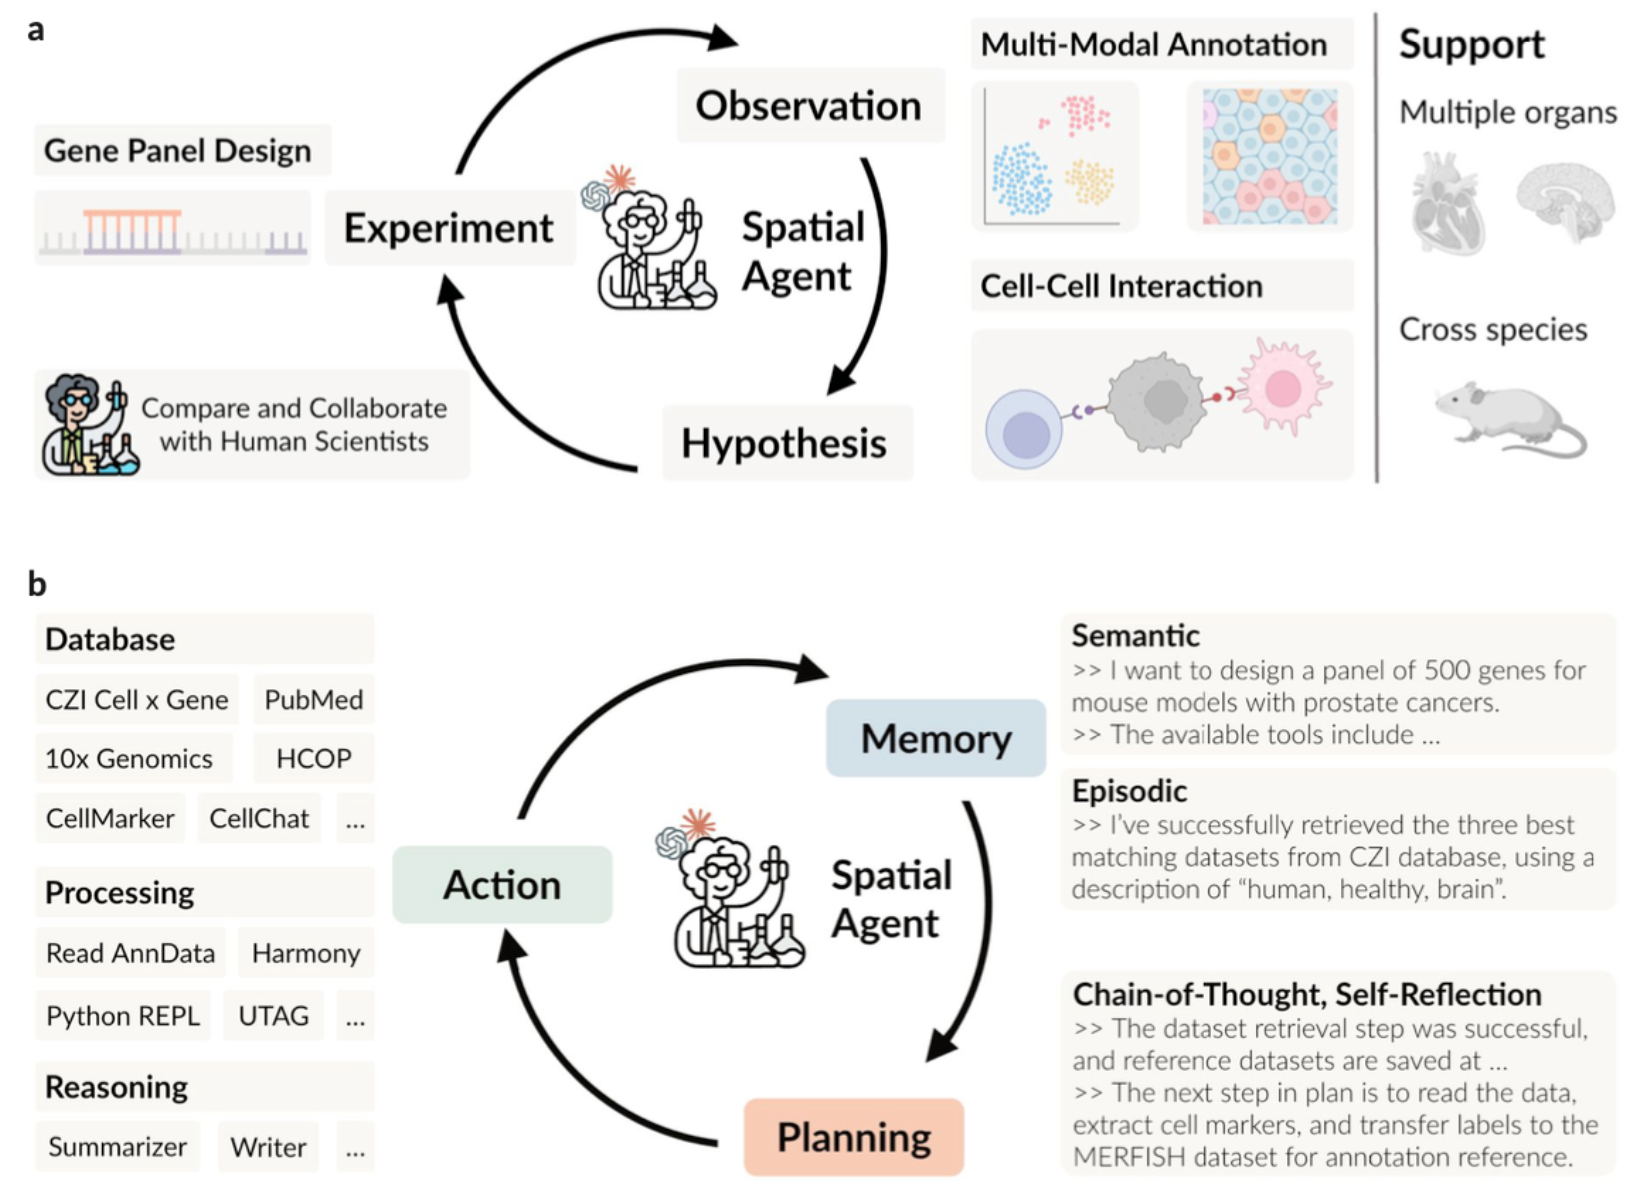 a
Gene Panel Design
Experiment
Compare and Collaborate
with Human Scientists
Observation
Spatial
Agent
Hypothesis
Multi-Modal Annotation
Cell-Cell Interaction
Support
Multiple organs
Cross species
b
Database
CZI Cell x Gene
PubMed
10x Genomics
HCOP
CellMarker
CellChat
...
Processing
Read AnnData
Harmony
Python REPL
UTAG
...
Reasoning
Summarizer
Writer
...
Action
Memory
Spatial
Agent
Planning
Semantic
>> I want to design a panel of 500 genes for
mouse models with prostate cancers.
>> The available tools include ...
Episodic
>> I’ve successfully retrieved the three best
matching datasets from CZI database, using a
description of “human, healthy, brain”.
Chain-of-Thought, Self-Reflection
>> The dataset retrieval step was successful,
and reference datasets are saved at ...
>> The next step in plan is to read the data,
extract cell markers, and transfer labels to the
MERFISH dataset for annotation reference.